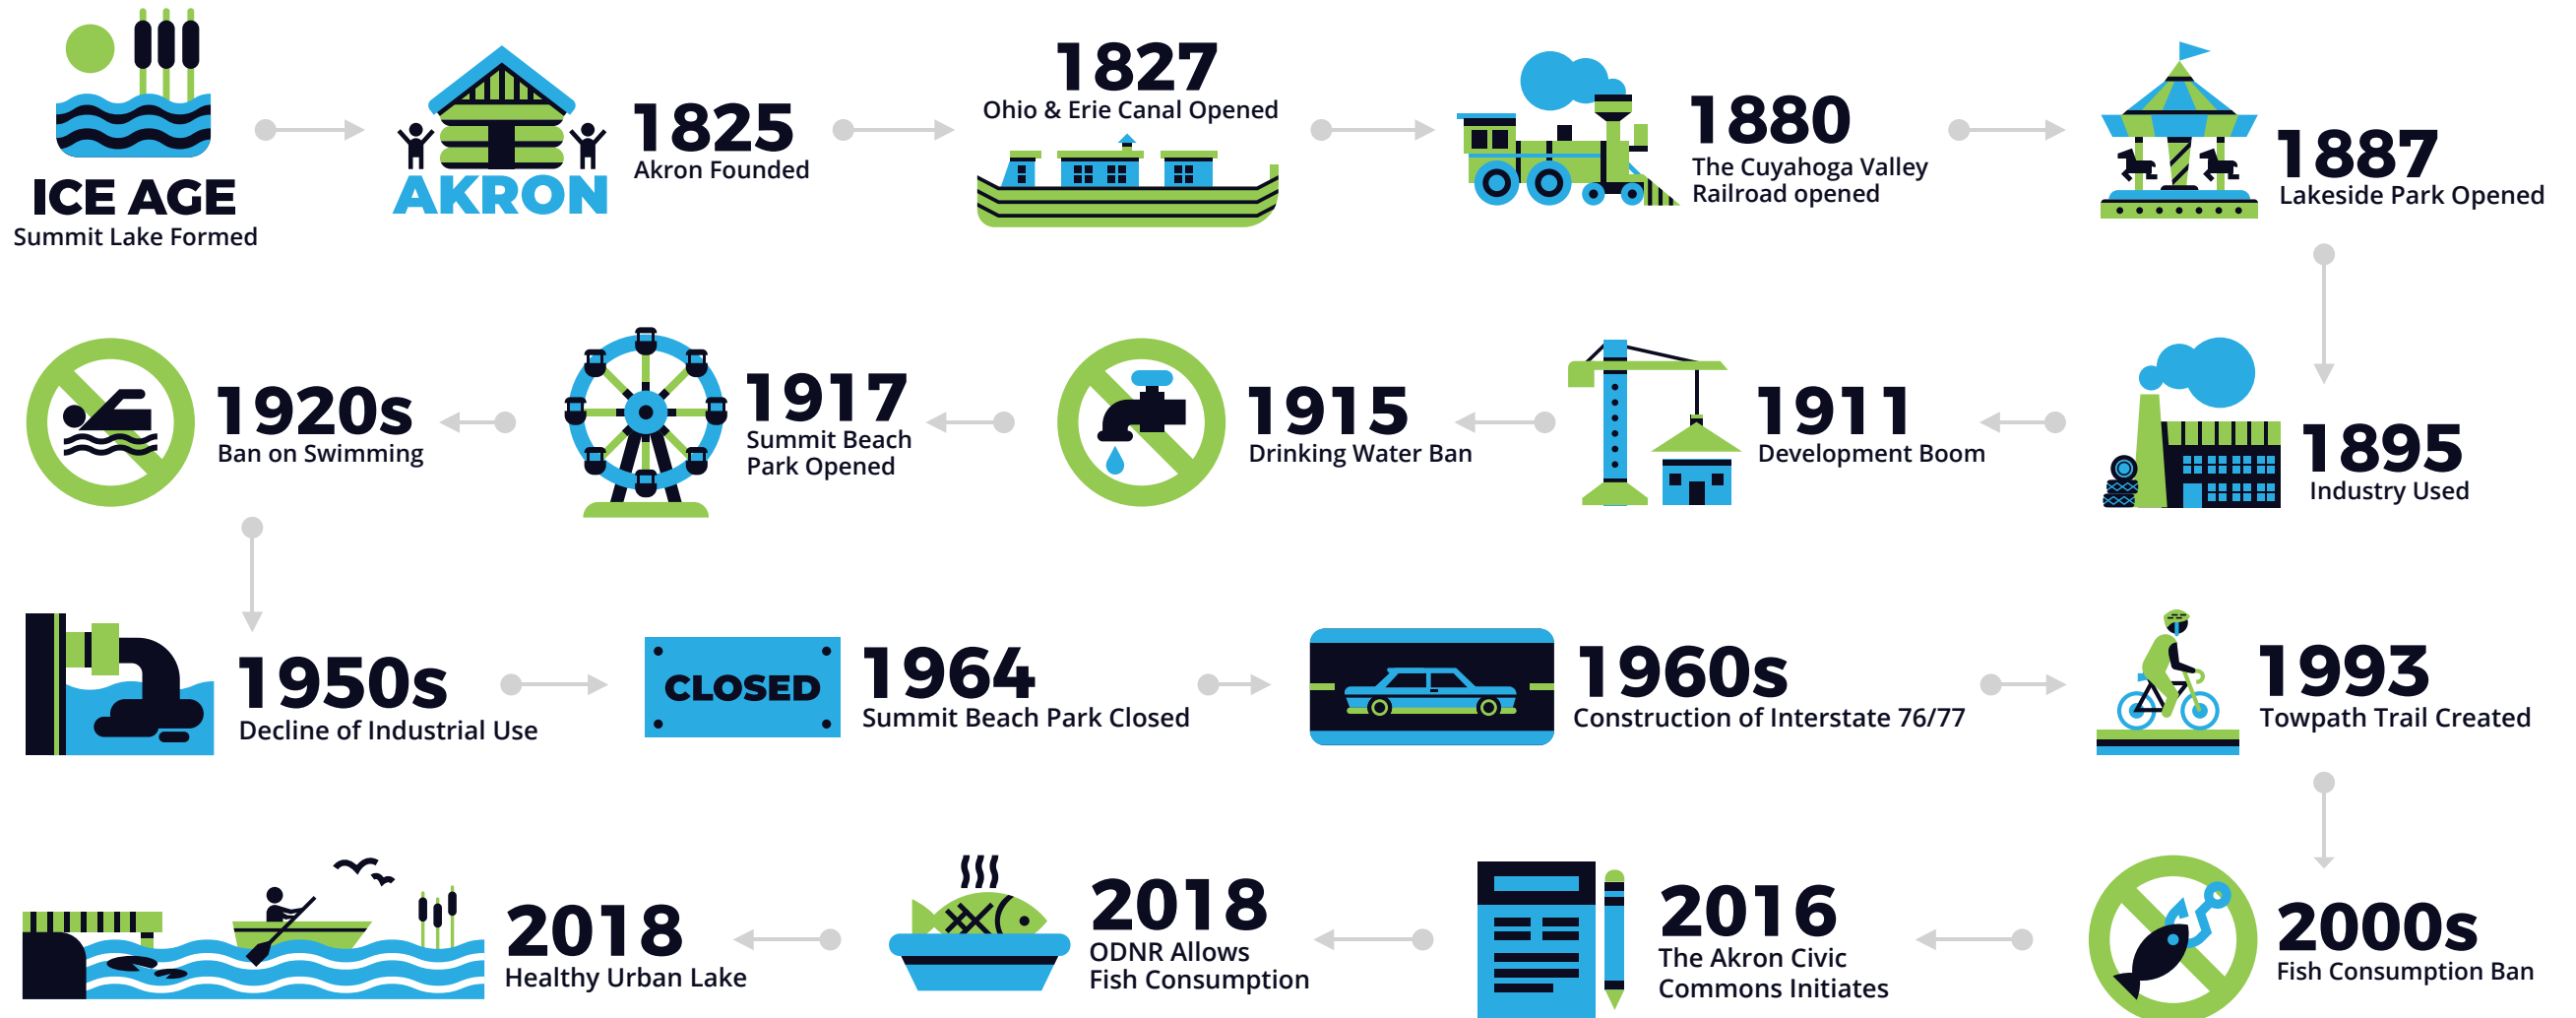 ICE AGE
Summit Lake Formed
AKRON
1825
Akron Founded
1827
Ohio & Erie Canal Opened
1880
The Cuyahoga Valley
Railroad opened
1887
Lakeside Park Opened
1895
Industry Used
1911
Development Boom
1915
Drinking Water Ban
1917
Summit Beach
Park Opened
1920s
Ban on Swimming
1950s
Decline of Industrial Use
CLOSED
1964
Summit Beach Park Closed
1960s
Construction of Interstate 76/77
1993
Towpath Trail Created
2000s
Fish Consumption Ban
2016
The Akron Civic
Commons Initiates
2018
ODNR Allows
Fish Consumption
2018
Healthy Urban Lake